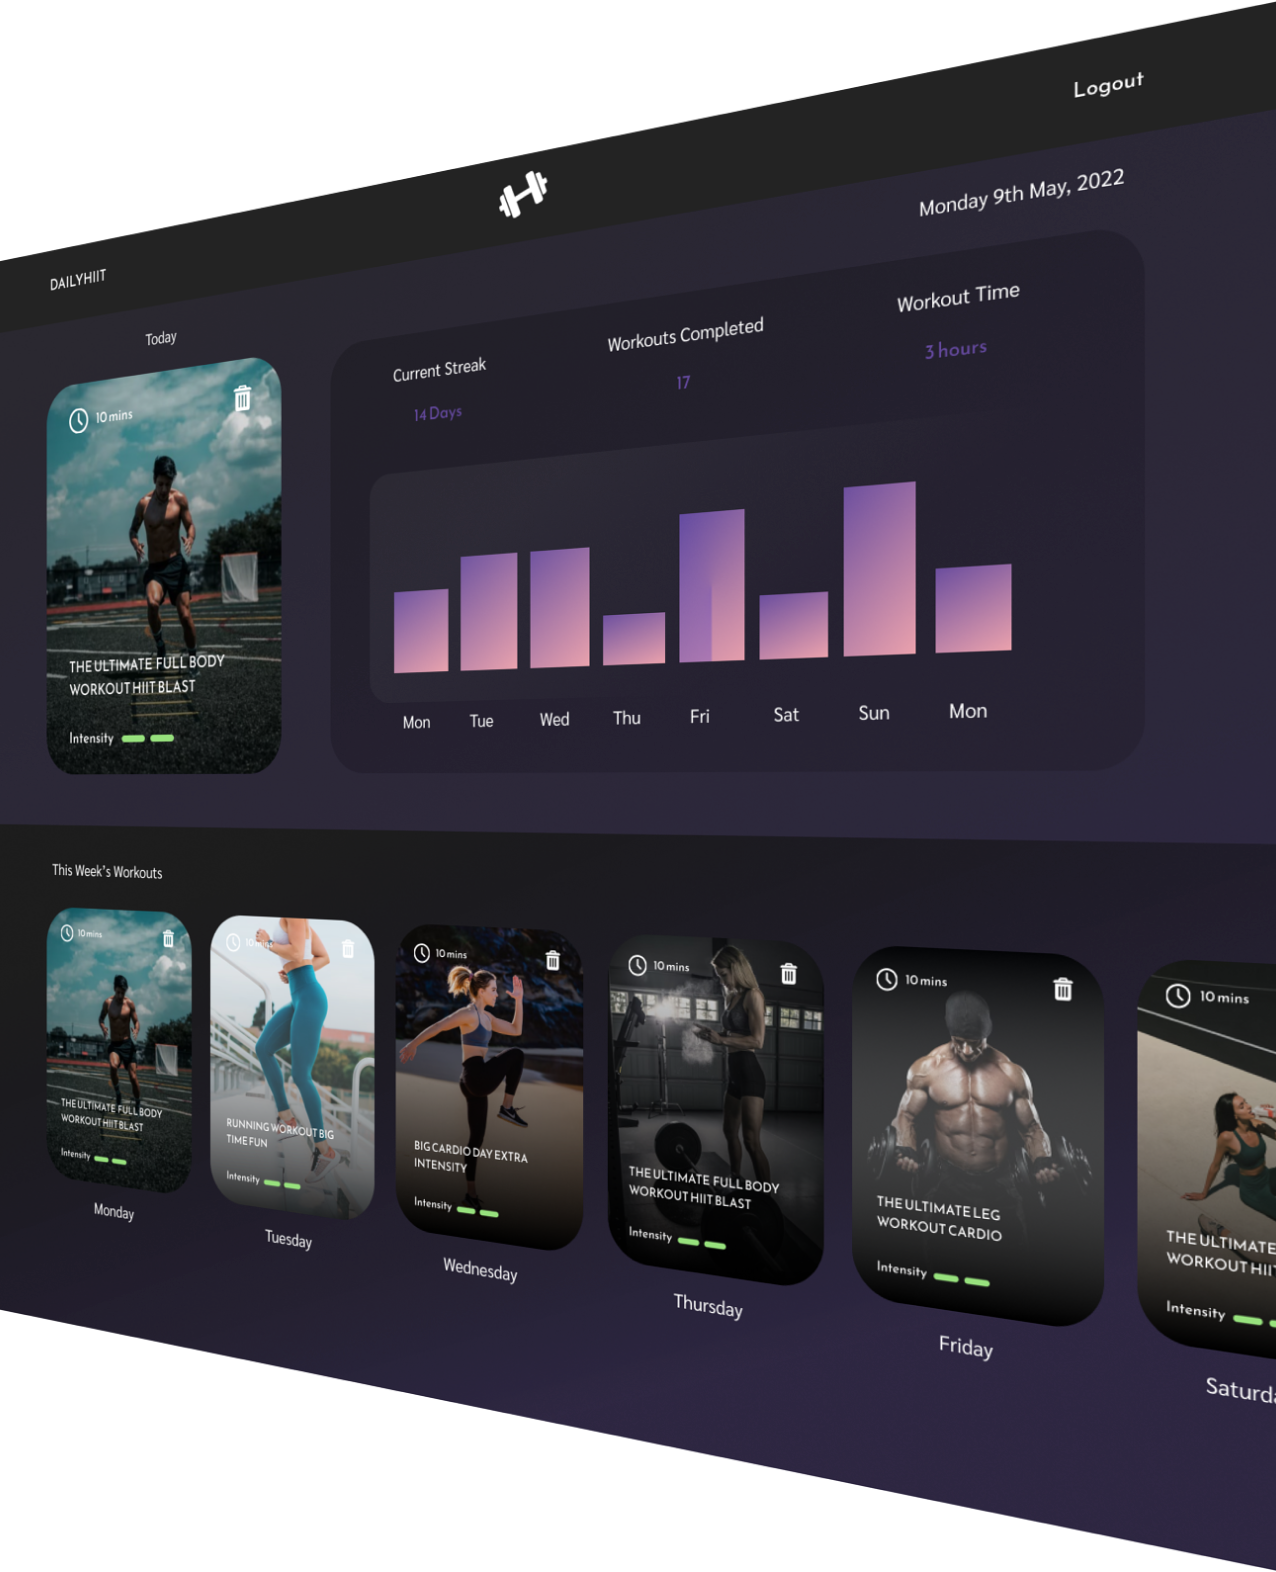 Logout
DAILYHIIT
Monday 9th May, 2022
Today
10 mins
THE ULTIMATE FULL BODY
WORKOUT HIIT BLAST
Intensity
Current Streak
14 Days
Workouts Completed
17
Workout Time
3 hours
Mon Tue Wed Thu Fri Sat Sun Mon
This Week's Workouts
10 mins
THE ULTIMATE FULL BODY
WORKOUT HIIT BLAST
Intensity
Monday
10 mins
RUNNING WORKOUT BIG
TIME FUN
Intensity
Tuesday
10 mins
BIG CARDIO DAY EXTRA
INTENSITY
Intensity
Wednesday
10 mins
THE ULTIMATE FULL BODY
WORKOUT HIIT BLAST
Intensity
Thursday
10 mins
THE ULTIMATE LEG
WORKOUT CARDIO
Intensity
Friday
10 mins
THE ULTIMATE
WORKOUT HIIT
Intensity
Saturda